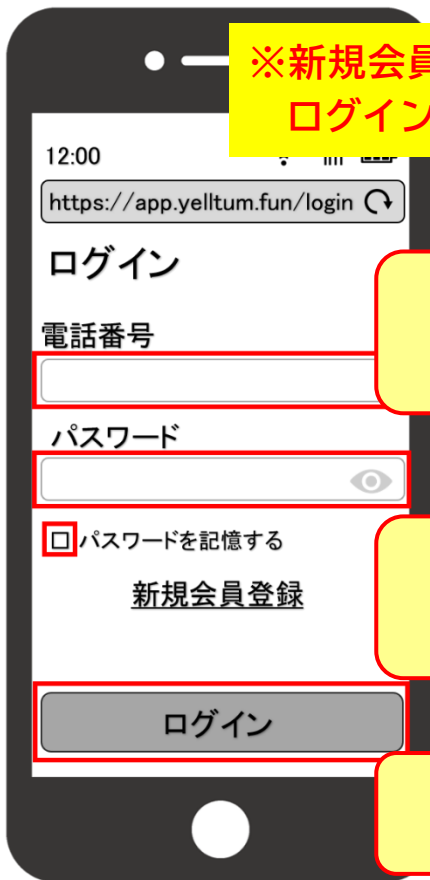 ※新規会員
ログイン
12:00
https://app.yelltum.fun/login
ログイン
電話番号
パスワード
パスワードを記憶する
新規会員登録
ログイン